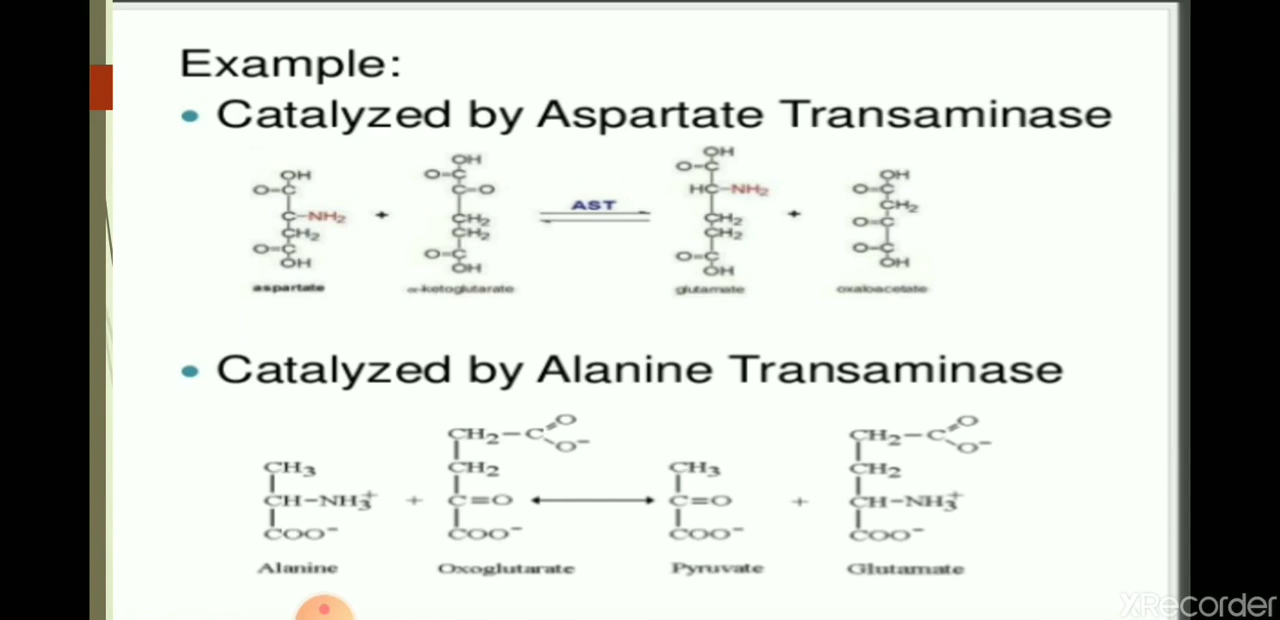 Example:
• Catalyzed by Aspartate Transaminase
OH OH OH OH
O=C O=C O=C O=C
C-NH2 + C=O AST HC-NH2 + CH2
CH2 CH2 CH2 O=C
O=C CH2 CH2 O=C
OH O=C O=C OH
OH OH
aspartate α-ketoglutarate glutamate oxaloacetate
• Catalyzed by Alanine Transaminase
CH2-C O O- CH2-C O O-
CH3 CH2 CH3 CH2
CH-NH3+ + C=O C=O + CH-NH3+
COO- COO- COO- COO-
Alanine Oxoglutarate Pyruvate Glutamate
XRecorder